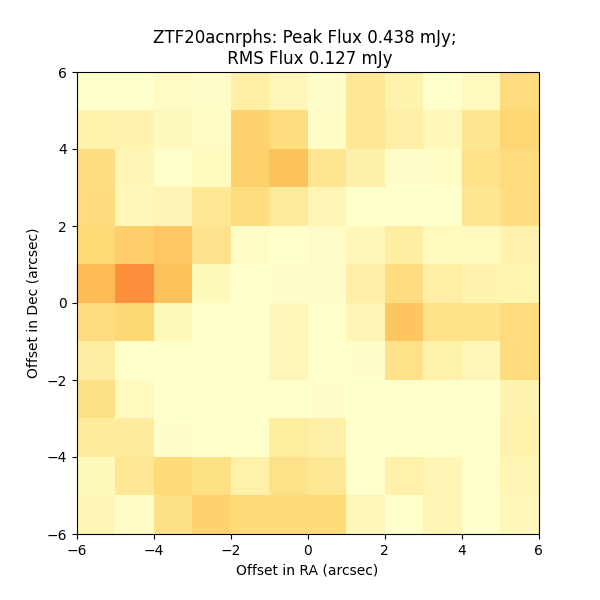 ZTF20acnrphs: Peak Flux 0.438 mJy;
RMS Flux 0.127 mJy
6
4
2
0
−2
−4
−6
Offset in Dec (arcsec)
−6 −4 −2 0 2 4 6
Offset in RA (arcsec)